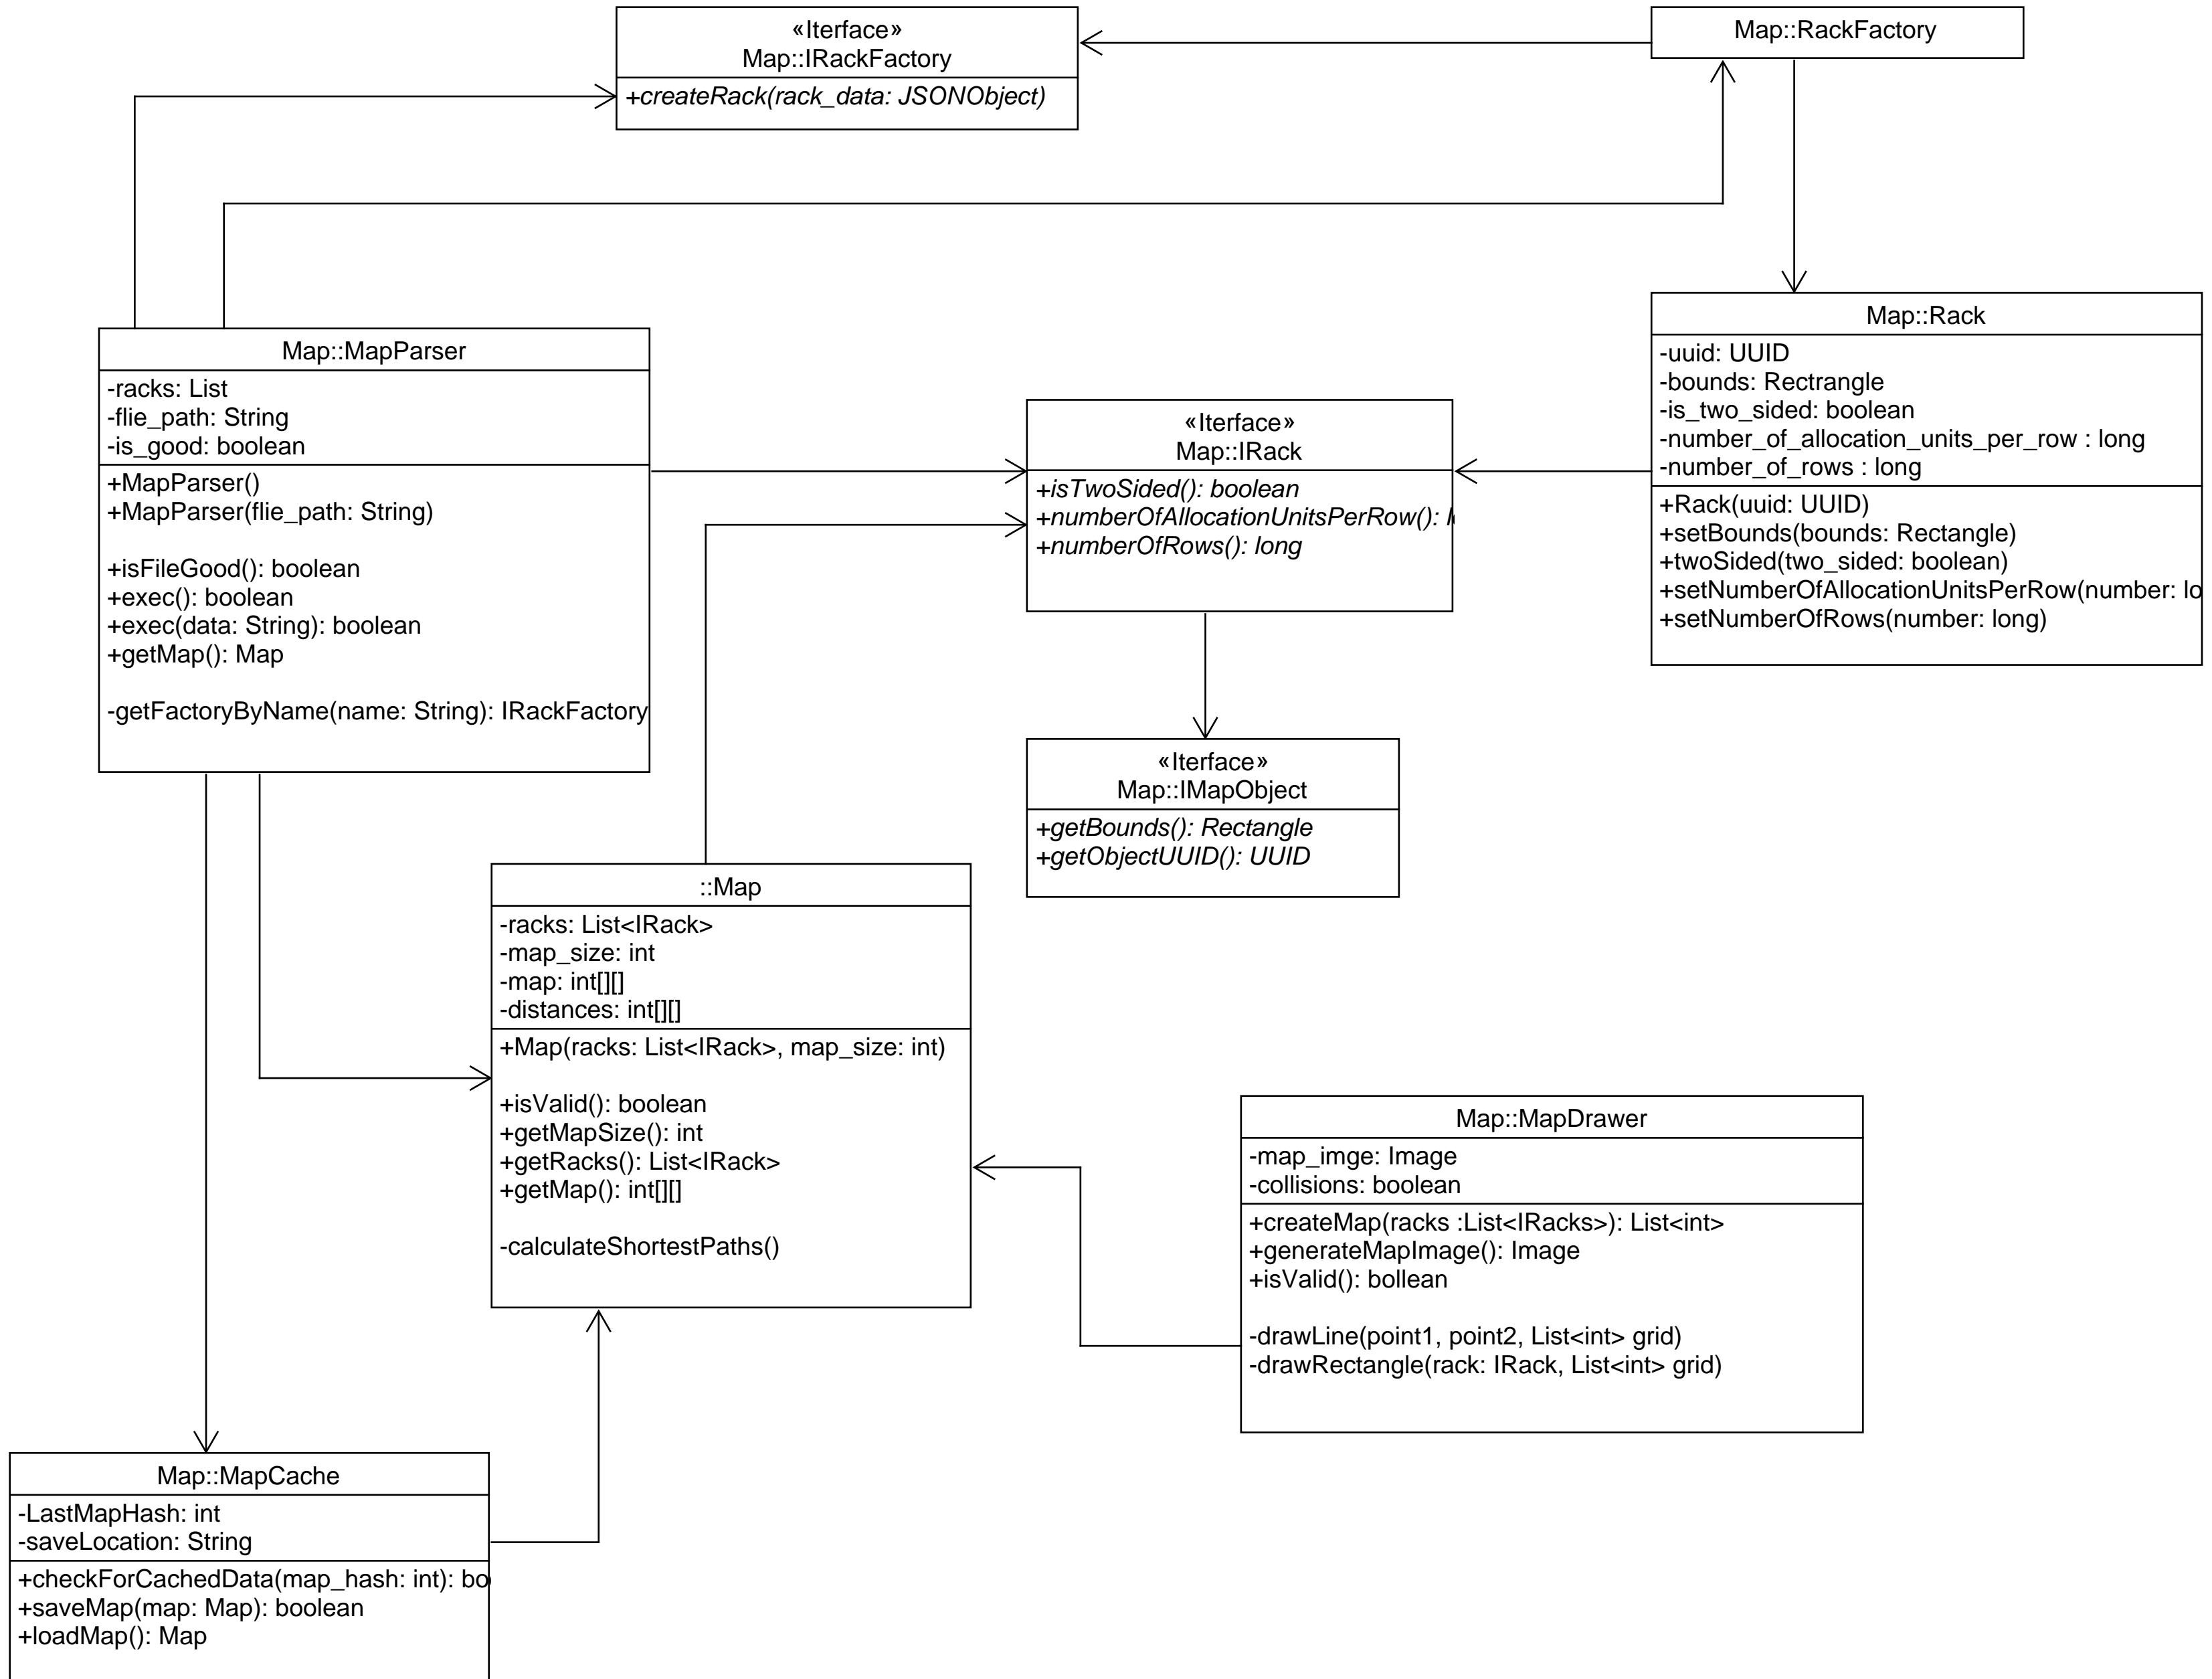 «Iterface»
Map::IRackFactory
+createRack(rack_data: JSONObject)
Map::RackFactory
Map::MapParser
-racks: List
-flie_path: String
-is_good: boolean
+MapParser()
+MapParser(flie_path: String)
+isFileGood(): boolean
+exec(): boolean
+exec(data: String): boolean
+getMap(): Map
-getFactoryByName(name: String): IRackFactory
«Iterface»
Map::IRack
+isTwoSided(): boolean
+numberOfAllocationUnitsPerRow():
+numberOfRows(): long
Map::Rack
-uuid: UUID
-bounds: Rectrangle
-is_two_sided: boolean
-number_of_allocation_units_per_row : long
-number_of_rows : long
+Rack(uuid: UUID)
+setBounds(bounds: Rectangle)
+twoSided(two_sided: boolean)
+setNumberOfAllocationUnitsPerRow(number: lo
+setNumberOfRows(number: long)
«Iterface»
Map::IMapObject
+getBounds(): Rectangle
+getObjectUUID(): UUID
::Map
-racks: List<IRack>
-map_size: int
-map: int[][]
-distances: int[][]
+Map(racks: List<IRack>, map_size: int)
+isValid(): boolean
+getMapSize(): int
+getRacks(): List<IRack>
+getMap(): int[][]
-calculateShortestPaths()
Map::MapDrawer
-map_imge: Image
-collisions: boolean
+createMap(racks :List<IRacks>): List<int>
+generateMapImage(): Image
+isValid(): bollean
-drawLine(point1, point2, List<int> grid)
-drawRectangle(rack: IRack, List<int> grid)
Map::MapCache
-LastMapHash: int
-saveLocation: String
+checkForCachedData(map_hash: int): bo
+saveMap(map: Map): boolean
+loadMap(): Map